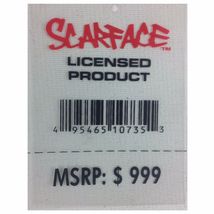 SCARFACE™
LICENSED
PRODUCT
4 95465 10735 3
MSRP: $ 999